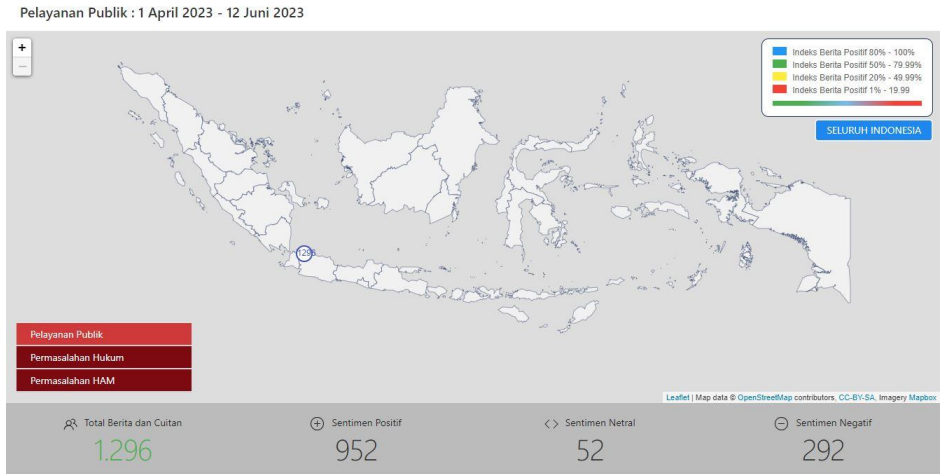 Pelayanan Publik : 1 April 2023 - 12 Juni 2023
+
−
Indeks Berita Positif 80% - 100%
Indeks Berita Positif 50% - 79.99%
Indeks Berita Positif 20% - 49.99%
Indeks Berita Positif 1% - 19.99
SELURUH INDONESIA
1296
Pelayanan Publik
Permasalahan Hukum
Permasalahan HAM
Leaflet | Map data © OpenStreetMap contributors, CC-BY-SA, Imagery Mapbox
Total Berita dan Cuitan
1.296
Sentimen Positif
952
Sentimen Netral
52
Sentimen Negatif
292